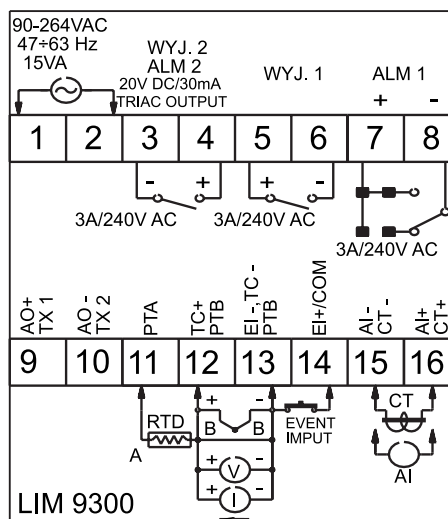 90-264VAC
47÷63 Hz
15VA
WYJ. 2
ALM 2
20V DC/30mA
TRIAC OUTPUT
WYJ. 1
ALM 1
+ -
1 2 3 4 5 6 7 8
- + + -
3A/240V AC 3A/240V AC
3A/240V AC
AO+
TX 1
AO -
TX 2
PTA
TC+
PTB
EI -,TC -
PTB
EI+/COM
AI -
CT -
AI+
CT+
9 10 11 12 13 14 15 16
+ -
RTD
B B
A
EVENT
IMPUT
CT
AI
+ V -
+ I -
LIM 9300